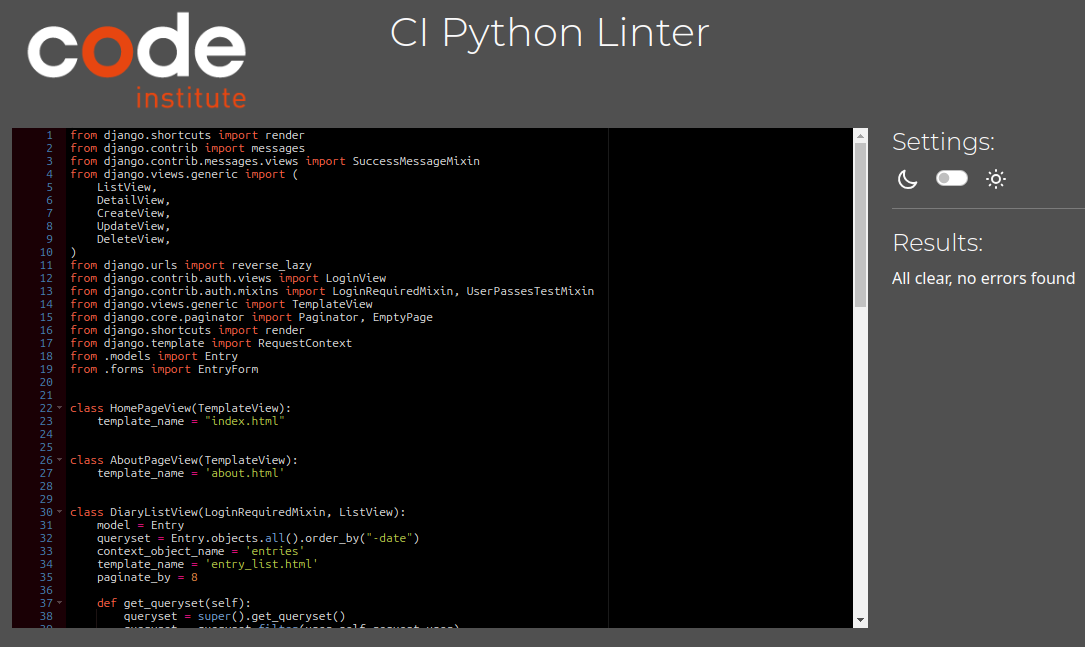 code
institute
CI Python Linter
1 from django.shortcuts import render
2 from django.contrib import messages
3 from django.contrib.messages.views import SuccessMessageMixin
4 from django.views.generic import (
5     ListView,
6     DetailView,
7     CreateView,
8     UpdateView,
9     DeleteView,
10 )
11 from django.urls import reverse_lazy
12 from django.contrib.auth.views import LoginView
13 from django.contrib.auth.mixins import LoginRequiredMixin, UserPassesTestMixin
14 from django.views.generic import TemplateView
15 from django.core.paginator import Paginator, EmptyPage
16 from django.shortcuts import render
17 from django.template import RequestContext
18 from .models import Entry
19 from .forms import EntryForm
20
21
22 class HomePageView(TemplateView):
23     template_name = "index.html"
24
25
26 class AboutPageView(TemplateView):
27     template_name = 'about.html'
28
29
30 class DiaryListView(LoginRequiredMixin, ListView):
31     model = Entry
32     queryset = Entry.objects.all().order_by("-date")
33     context_object_name = 'entries'
34     template_name = 'entry_list.html'
35     paginate_by = 8
36
37     def get_queryset(self):
38         queryset = super().get_queryset()
Settings:
Results:
All clear, no errors found